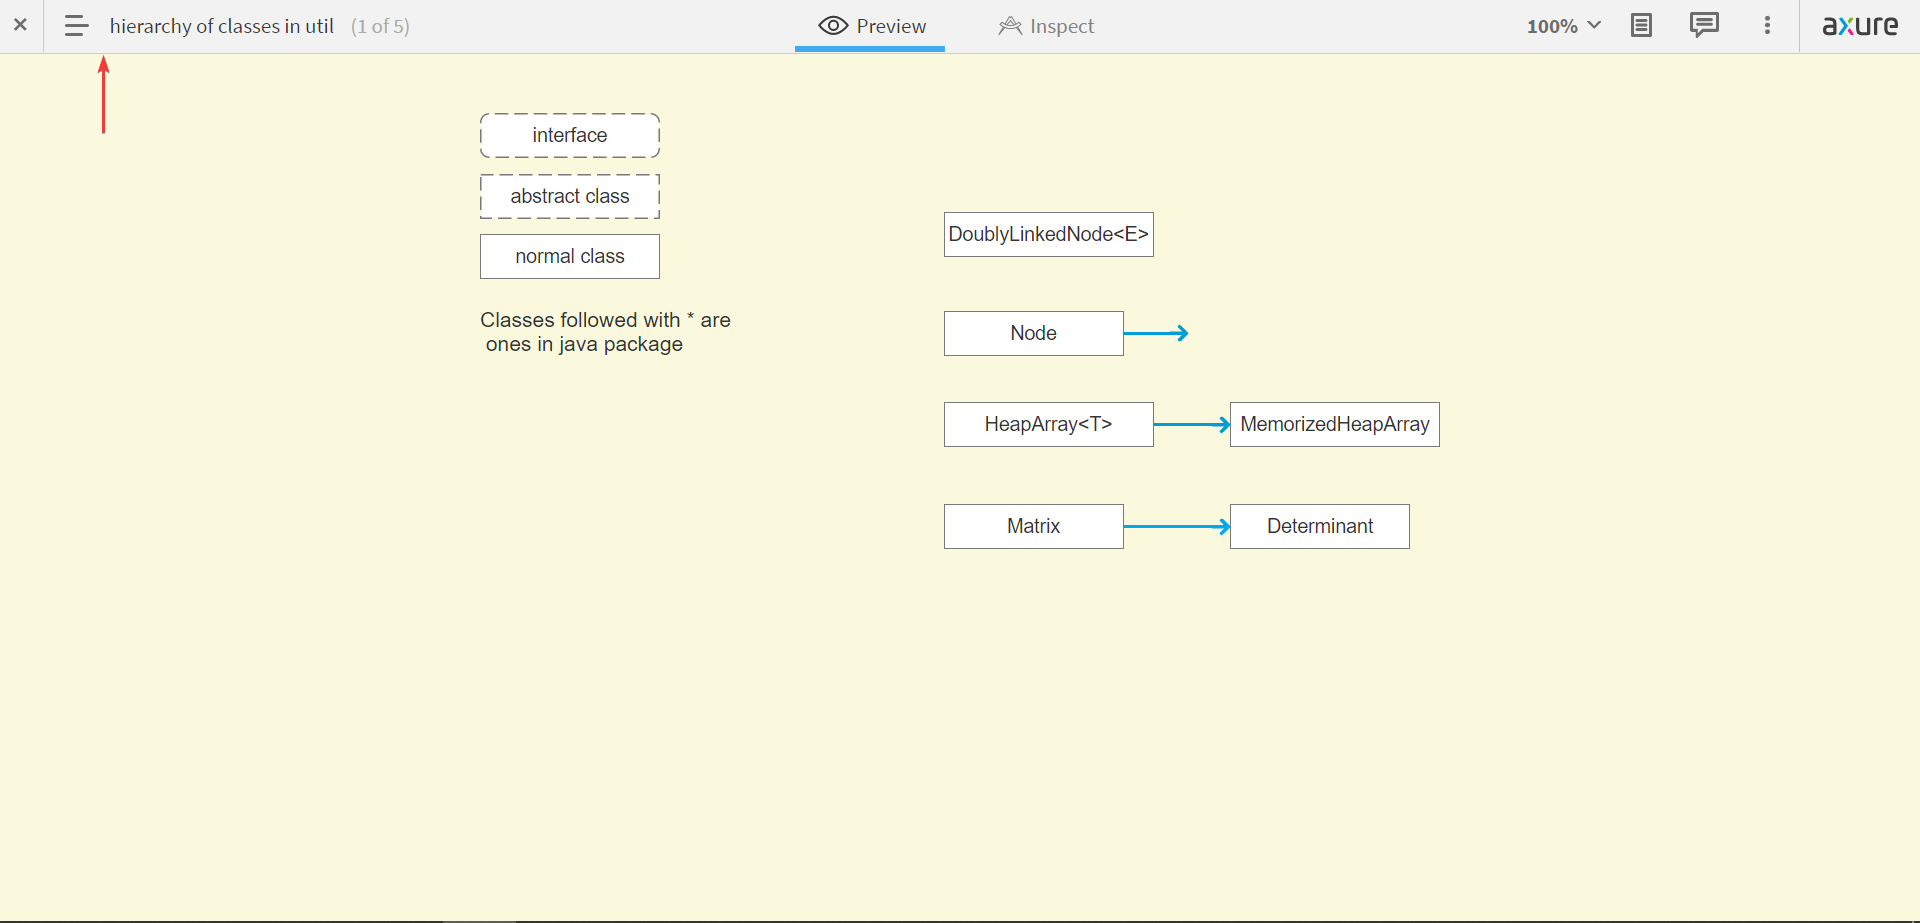 hierarchy of classes in util (1 of 5)
Preview
Inspect
100%
axure
interface
abstract class
normal class
Classes followed with * are
ones in java package
DoublyLinkedNode<E>
Node
HeapArray<T>
MemorizedHeapArray
Matrix
Determinant